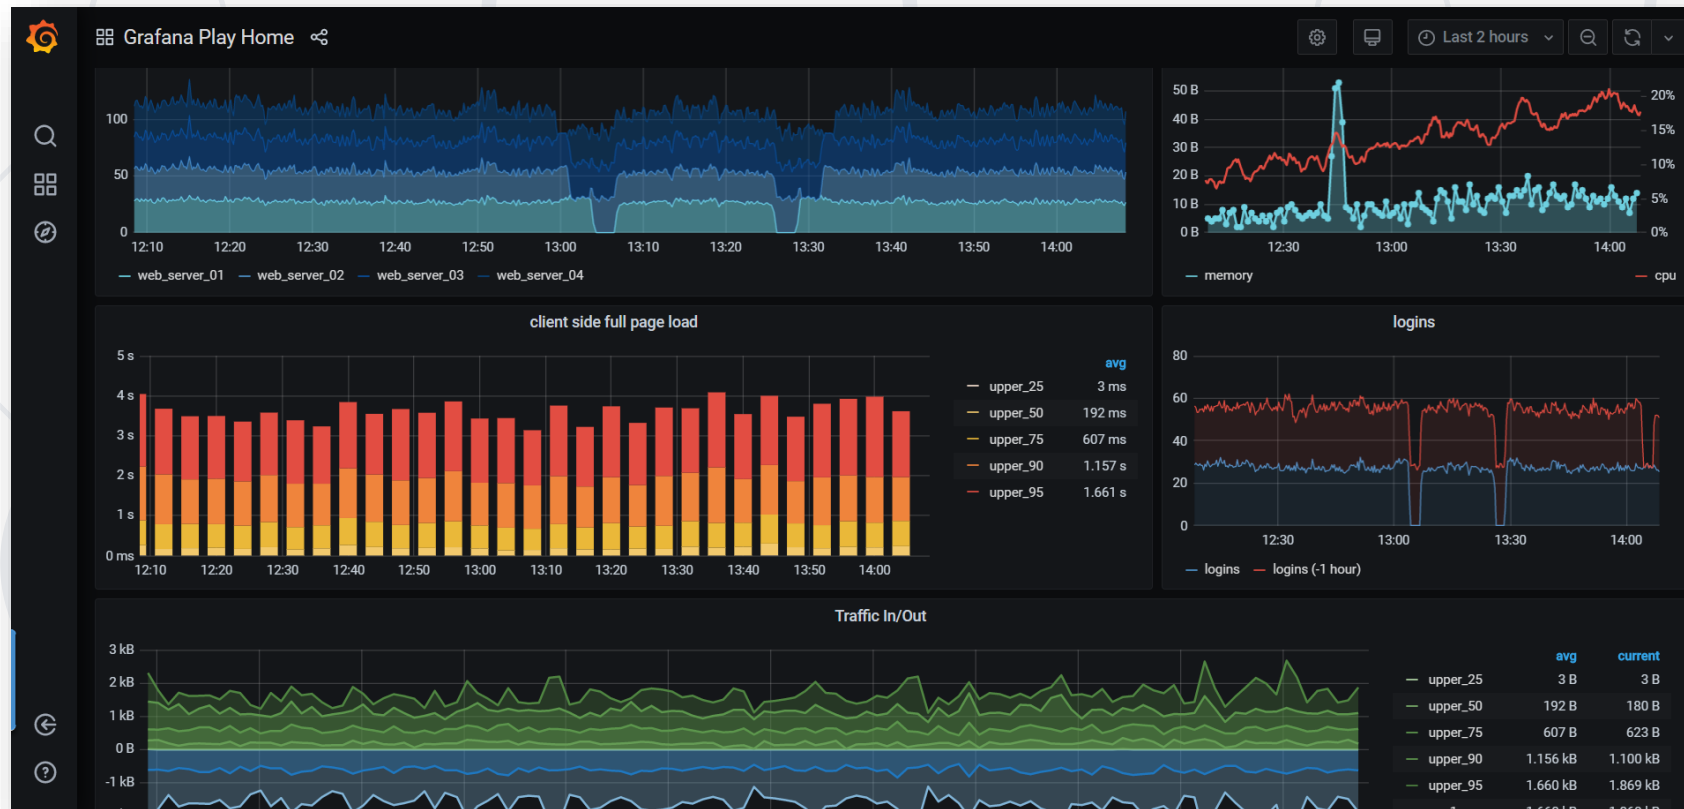 Grafana Play Home
Last 2 hours
100
50
0
12:10 12:20 12:30 12:40 12:50 13:00 13:10 13:20 13:30 13:40 13:50 14:00
web_server_01 web_server_02 web_server_03 web_server_04
50 B
40 B
30 B
20 B
10 B
0 B
20%
15%
10%
5%
0%
12:30 13:00 13:30 14:00
memory cpu
client side full page load
5 s
4 s
3 s
2 s
1 s
0 ms
12:10 12:20 12:30 12:40 12:50 13:00 13:10 13:20 13:30 13:40 13:50 14:00
avg
upper_25 3 ms
upper_50 192 ms
upper_75 607 ms
upper_90 1.157 s
upper_95 1.661 s
logins
80
60
40
20
0
12:30 13:00 13:30 14:00
logins logins (-1 hour)
Traffic In/Out
3 kB
2 kB
1 kB
0 B
-1 kB
avg current
upper_25 3 B 3 B
upper_50 192 B 180 B
upper_75 607 B 623 B
upper_90 1.156 kB 1.100 kB
upper_95 1.660 kB 1.869 kB